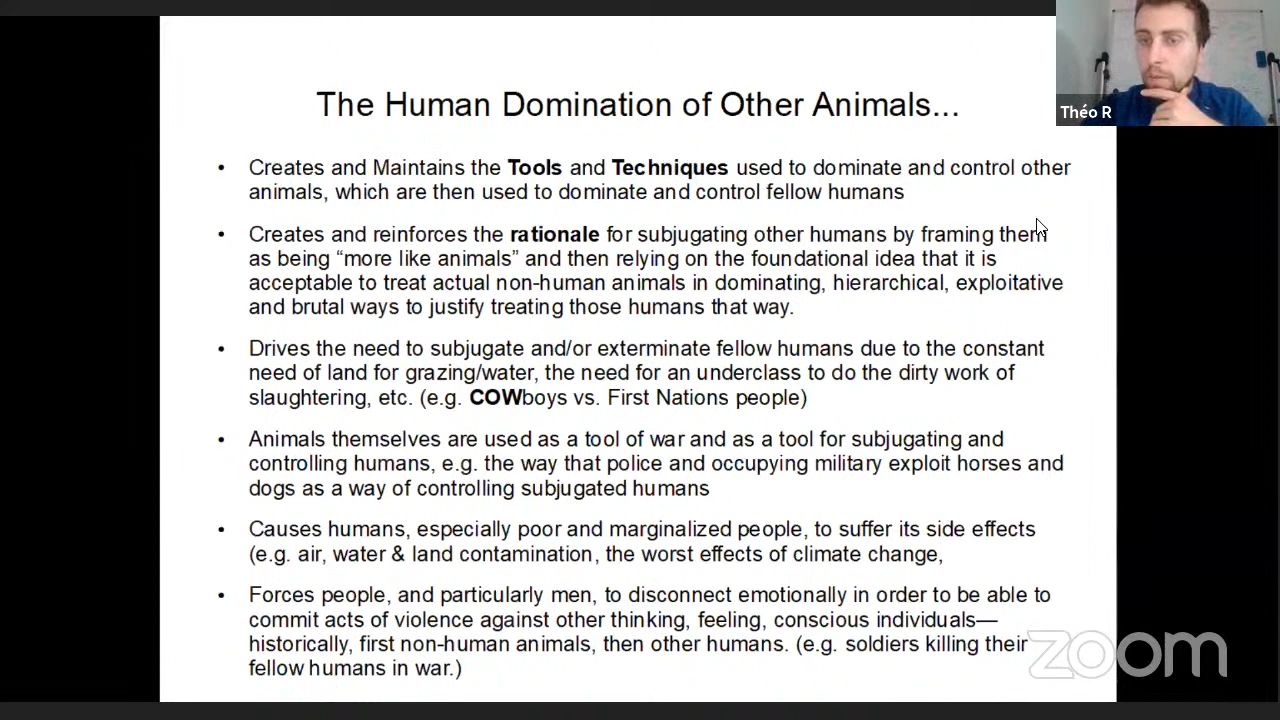 The Human Domination of Other Animals...
Théo R
• Creates and Maintains the Tools and Techniques used to dominate and control other
animals, which are then used to dominate and control fellow humans
• Creates and reinforces the rationale for subjugating other humans by framing them
as being “more like animals” and then relying on the foundational idea that it is
acceptable to treat actual non-human animals in dominating, hierarchical, exploitative
and brutal ways to justify treating those humans that way.
• Drives the need to subjugate and/or exterminate fellow humans due to the constant
need of land for grazing/water, the need for an underclass to do the dirty work of
slaughtering, etc. (e.g. COWboys vs. First Nations people)
• Animals themselves are used as a tool of war and as a tool for subjugating and
controlling humans, e.g. the way that police and occupying military exploit horses and
dogs as a way of controlling subjugated humans
• Causes humans, especially poor and marginalized people, to suffer its side effects
(e.g. air, water & land contamination, the worst effects of climate change,
• Forces people, and particularly men, to disconnect emotionally in order to be able to
commit acts of violence against other thinking, feeling, conscious individuals—
historically, first non-human animals, then other humans. (e.g. soldiers killing their
fellow humans in war.)
zoom